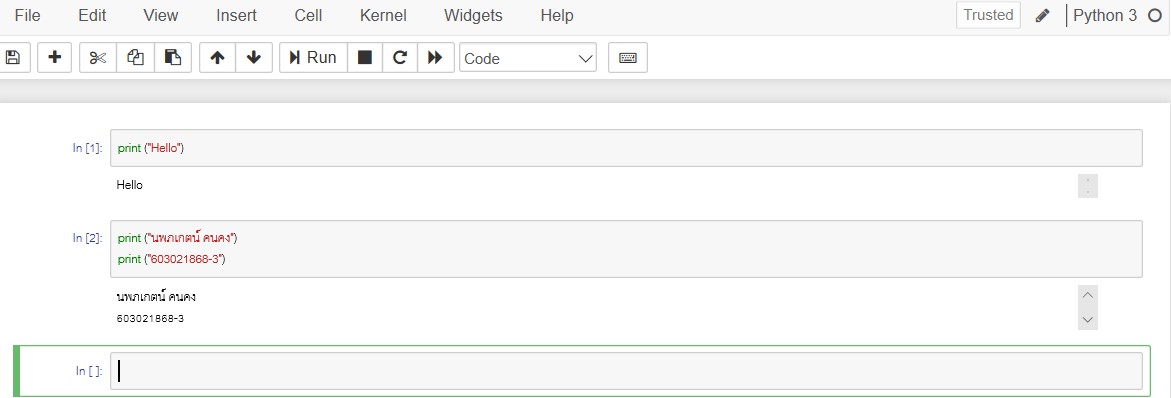 File Edit View Insert Cell Kernel Widgets Help Trusted Python 3
Run Code
In [1]: print ("Hello")
Hello
In [2]: print ("นพภเกตน์ คนคง")
print ("603021868-3")
นพภเกตน์ คนคง
603021868-3
In [ ]: